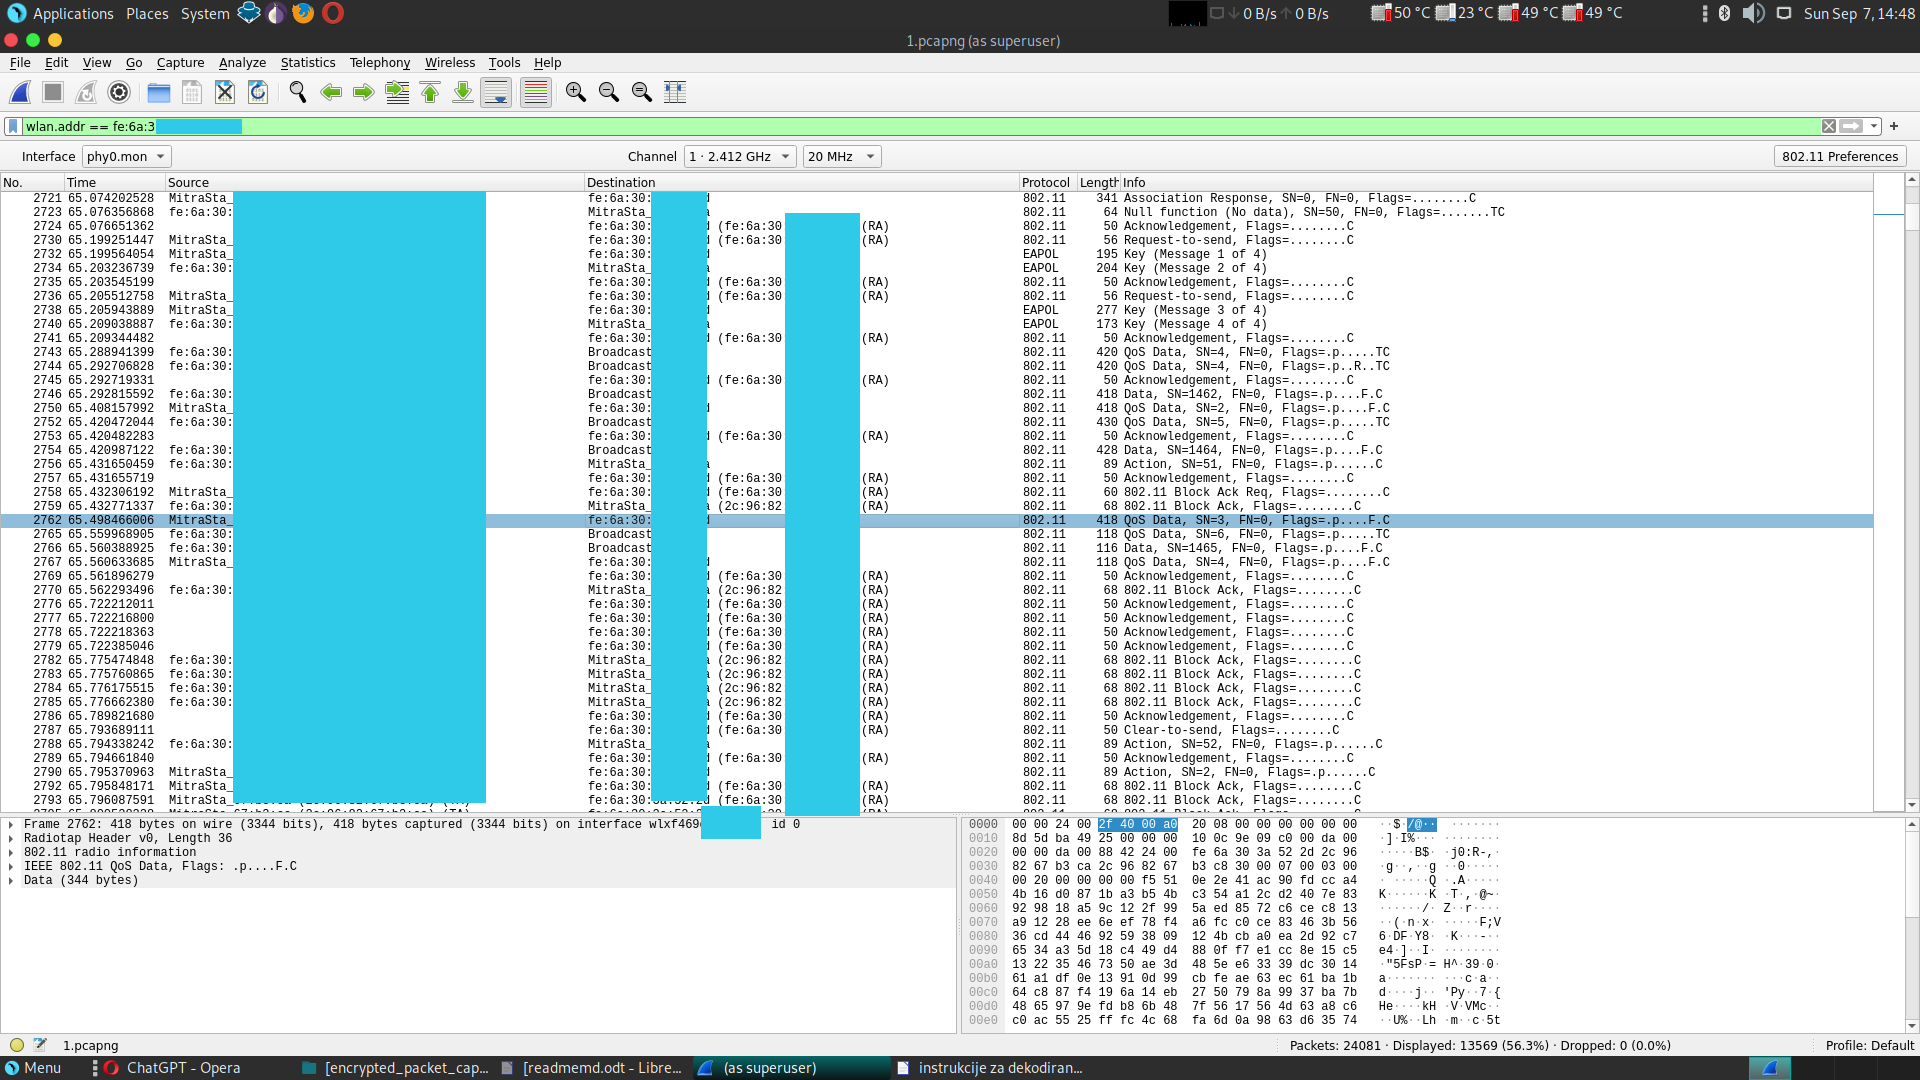 Applications Places System 0 B/s 0 B/s 50 °C 23 °C 49 °C 49 °C Sun Sep 7, 14:48
1.pcapng (as superuser)
File Edit View Go Capture Analyze Statistics Telephony Wireless Tools Help
wlan.addr == fe:6a:3
Interface phy0.mon Channel 1 · 2.412 GHz 20 MHz 802.11 Preferences
No. Time Source Destination Protocol Length Info
2721 65.074202528 MitraSta_ fe:6a:30: d 802.11 341 Association Response, SN=0, FN=0, Flags=........C
2723 65.076356868 fe:6a:30: MitraSta_ a 802.11 64 Null function (No data), SN=50, FN=0, Flags=.......TC
2724 65.076651362 fe:6a:30: d (fe:6a:30 (RA) 802.11 50 Acknowledgement, Flags=........C
2730 65.199251447 MitraSta_ fe:6a:30: d (fe:6a:30 (RA) 802.11 56 Request-to-send, Flags=........C
2732 65.199564054 MitraSta_ fe:6a:30: d EAPOL 195 Key (Message 1 of 4)
2734 65.203236739 fe:6a:30: MitraSta_ a EAPOL 204 Key (Message 2 of 4)
2735 65.203545199 fe:6a:30: d (fe:6a:30 (RA) 802.11 50 Acknowledgement, Flags=........C
2736 65.205512758 MitraSta_ fe:6a:30: d (fe:6a:30 (RA) 802.11 56 Request-to-send, Flags=........C
2738 65.205943889 MitraSta_ fe:6a:30: d EAPOL 277 Key (Message 3 of 4)
2740 65.209038887 fe:6a:30: MitraSta_ a EAPOL 173 Key (Message 4 of 4)
2741 65.209344482 fe:6a:30: d (fe:6a:30 (RA) 802.11 50 Acknowledgement, Flags=........C
2743 65.288941399 fe:6a:30: Broadcast 802.11 420 QoS Data, SN=4, FN=0, Flags=.p.....TC
2744 65.292706828 fe:6a:30: Broadcast 802.11 420 QoS Data, SN=4, FN=0, Flags=.p..R..TC
2745 65.292719331 fe:6a:30: d (fe:6a:30 (RA) 802.11 50 Acknowledgement, Flags=........C
2746 65.292815592 fe:6a:30: Broadcast 802.11 418 Data, SN=1462, FN=0, Flags=.p....F.C
2750 65.408157992 MitraSta_ fe:6a:30: d 802.11 418 QoS Data, SN=2, FN=0, Flags=.p....F.C
2752 65.420472044 fe:6a:30: Broadcast 802.11 430 QoS Data, SN=5, FN=0, Flags=.p.....TC
2753 65.420482283 fe:6a:30: d (fe:6a:30 (RA) 802.11 50 Acknowledgement, Flags=........C
2754 65.420987122 fe:6a:30: Broadcast 802.11 428 Data, SN=1464, FN=0, Flags=.p....F.C
2756 65.431650459 fe:6a:30: MitraSta_ a 802.11 89 Action, SN=51, FN=0, Flags=.p......C
2757 65.431655719 fe:6a:30: d (fe:6a:30 (RA) 802.11 50 Acknowledgement, Flags=........C
2758 65.432306192 MitraSta_ fe:6a:30: d (fe:6a:30 (RA) 802.11 60 802.11 Block Ack Req, Flags=........C
2759 65.432771337 fe:6a:30: MitraSta_ a (2c:96:82 (RA) 802.11 68 802.11 Block Ack, Flags=........C
2762 65.498466006 MitraSta_ fe:6a:30: d 802.11 418 QoS Data, SN=3, FN=0, Flags=.p....F.C
2765 65.559968905 fe:6a:30: Broadcast 802.11 118 QoS Data, SN=6, FN=0, Flags=.p.....TC
2766 65.560388925 fe:6a:30: Broadcast 802.11 116 Data, SN=1465, FN=0, Flags=.p....F.C
2767 65.560633685 MitraSta_ fe:6a:30: d 802.11 118 QoS Data, SN=4, FN=0, Flags=.p....F.C
2769 65.561896279 fe:6a:30: d (fe:6a:30 (RA) 802.11 50 Acknowledgement, Flags=........C
2770 65.562293496 fe:6a:30: MitraSta_ a (2c:96:82 (RA) 802.11 68 802.11 Block Ack, Flags=........C
2776 65.722212011 fe:6a:30: d (fe:6a:30 (RA) 802.11 50 Acknowledgement, Flags=........C
2777 65.722216800 fe:6a:30: d (fe:6a:30 (RA) 802.11 50 Acknowledgement, Flags=........C
2778 65.722218363 fe:6a:30: d (fe:6a:30 (RA) 802.11 50 Acknowledgement, Flags=........C
2779 65.722385046 fe:6a:30: d (fe:6a:30 (RA) 802.11 50 Acknowledgement, Flags=........C
2782 65.775474848 fe:6a:30: MitraSta_ a (2c:96:82 (RA) 802.11 68 802.11 Block Ack, Flags=........C
2783 65.775760865 fe:6a:30: MitraSta_ a (2c:96:82 (RA) 802.11 68 802.11 Block Ack, Flags=........C
2784 65.776175515 fe:6a:30: MitraSta_ a (2c:96:82 (RA) 802.11 68 802.11 Block Ack, Flags=........C
2785 65.776662380 fe:6a:30: MitraSta_ a (2c:96:82 (RA) 802.11 68 802.11 Block Ack, Flags=........C
2786 65.789821680 fe:6a:30: d (fe:6a:30 (RA) 802.11 50 Acknowledgement, Flags=........C
2787 65.793689111 fe:6a:30: d (fe:6a:30 (RA) 802.11 50 Clear-to-send, Flags=........C
2788 65.794338242 fe:6a:30: MitraSta_ a 802.11 89 Action, SN=52, FN=0, Flags=.p......C
2789 65.794661840 fe:6a:30: d (fe:6a:30 (RA) 802.11 50 Acknowledgement, Flags=........C
2790 65.795370963 MitraSta_ fe:6a:30: d 802.11 89 Action, SN=2, FN=0, Flags=.p......C
2792 65.795848171 MitraSta_ fe:6a:30: d (fe:6a:30 (RA) 802.11 68 802.11 Block Ack, Flags=........C
2793 65.796087591 MitraSta_ fe:6a:30: d (fe:6a:30 (RA) 802.11 68 802.11 Block Ack, Flags=........C
Frame 2762: 418 bytes on wire (3344 bits), 418 bytes captured (3344 bits) on interface wlxf469 id 0
Radiotap Header v0, Length 36
802.11 radio information
IEEE 802.11 QoS Data, Flags: .p....F.C
Data (344 bytes)
0000 00 00 24 00 2f 40 00 a0 20 08 00 00 00 00 00 00 ··$·/@··
0010 8d 5d ba 49 25 00 00 00 10 0c 9e 09 c0 00 da 00 ·]·I%···
0020 00 00 da 00 88 42 24 00 fe 6a 30 3a 52 2d 2c 96 ·····B$· ·j0:R-,·
0030 82 67 b3 ca 2c 96 82 67 b3 c8 30 00 07 00 03 00 ·g··,··g ··0·····
0040 00 20 00 00 00 00 f5 51 0e 2e 41 ac 90 fd cc a4 · ·····Q ·.A·····
0050 4b 16 d0 87 1b a3 b5 4b c3 54 a1 2c d2 40 7e 83 K······K ·T·,·@~·
0060 92 98 18 a5 9c 12 2f 99 5a ed 85 72 c6 ce c8 13 ······/· Z··r····
0070 a9 12 28 ee 6e ef 78 f4 a6 fc c0 ce 83 46 3b 56 ··(·n·x· ·····F;V
0080 36 cd 44 46 92 59 38 09 12 4b cb a0 ea 2d 92 c7 6·DF·Y8· ·K···-··
0090 65 34 a3 5d 18 c4 49 d4 88 0f f7 e1 cc 8e 15 c5 e4·]··I· ········
00a0 13 22 35 46 73 50 ae 3d 48 5e e6 33 39 dc 30 14 ·"5FsP·= H^·39·0·
00b0 61 a1 df 0e 13 91 0d 99 cb fe ae 63 ec 61 ba 1b a······· ···c·a··
00c0 64 c8 87 f4 19 6a 14 eb 27 50 79 8a 99 37 ba 7b d····j·· 'Py··7·{
00d0 48 65 97 9e fd b8 6b 48 7f 56 17 56 4d 63 a8 c6 He····kH ·V·VMc··
00e0 c0 ac 55 25 ff fc 4c 68 fa 6d 0a 98 63 d6 35 74 ··U%··Lh ·m··c·5t
1.pcapng Packets: 24081 · Displayed: 13569 (56.3%) · Dropped: 0 (0.0%) Profile: Default
Menu ChatGPT - Opera [encrypted_packet_cap... [readmemd.odt - Libre... (as superuser) instrukcije za dekodiran...